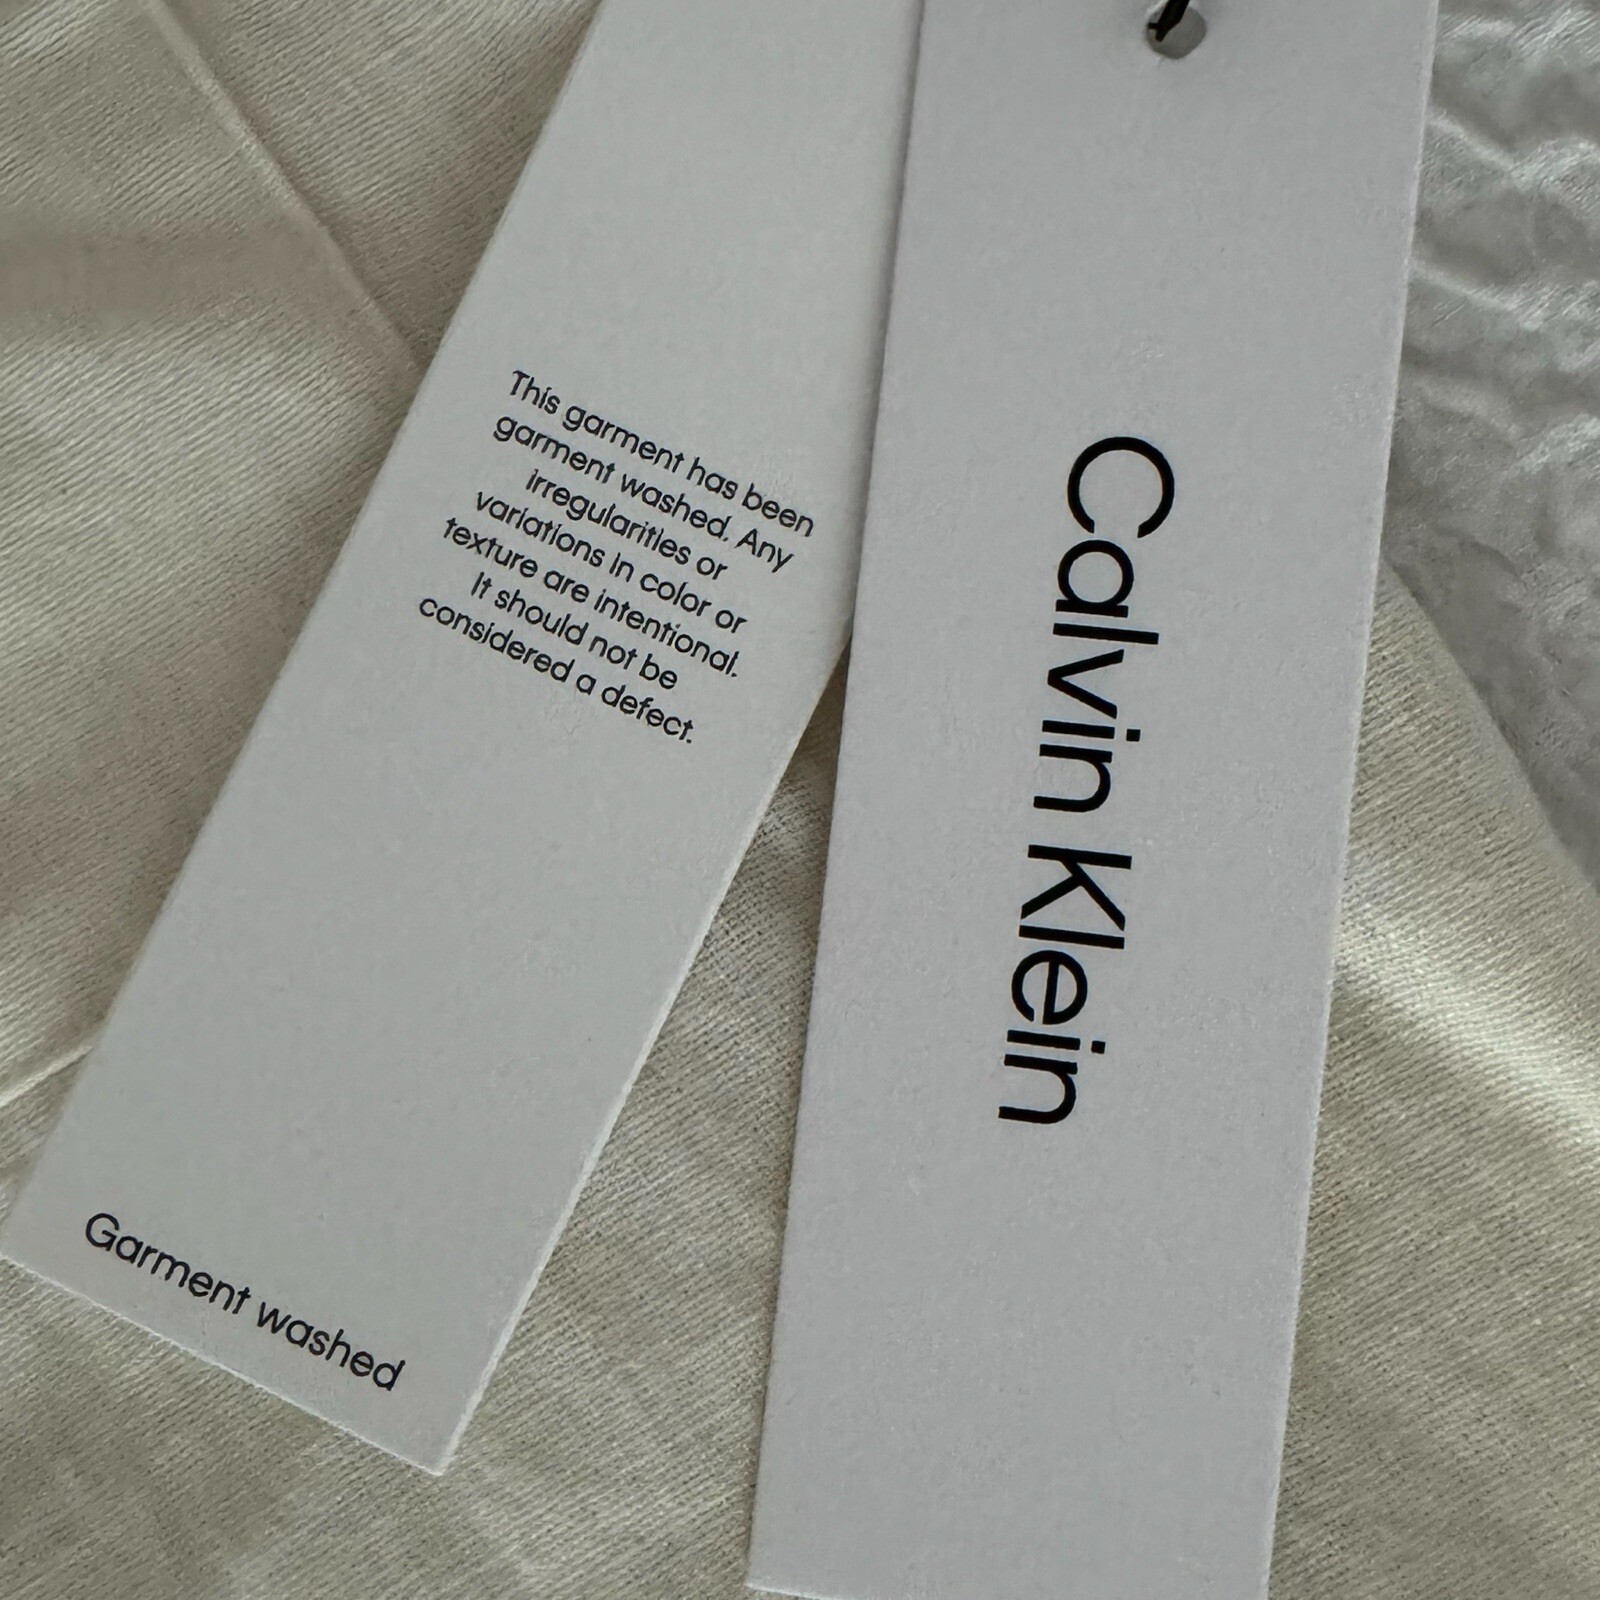 This garment has been
garment washed. Any
irregularities or
variations in color or
texture are intentional.
It should not be
considered a defect.
Garment washed
Calvin Klein